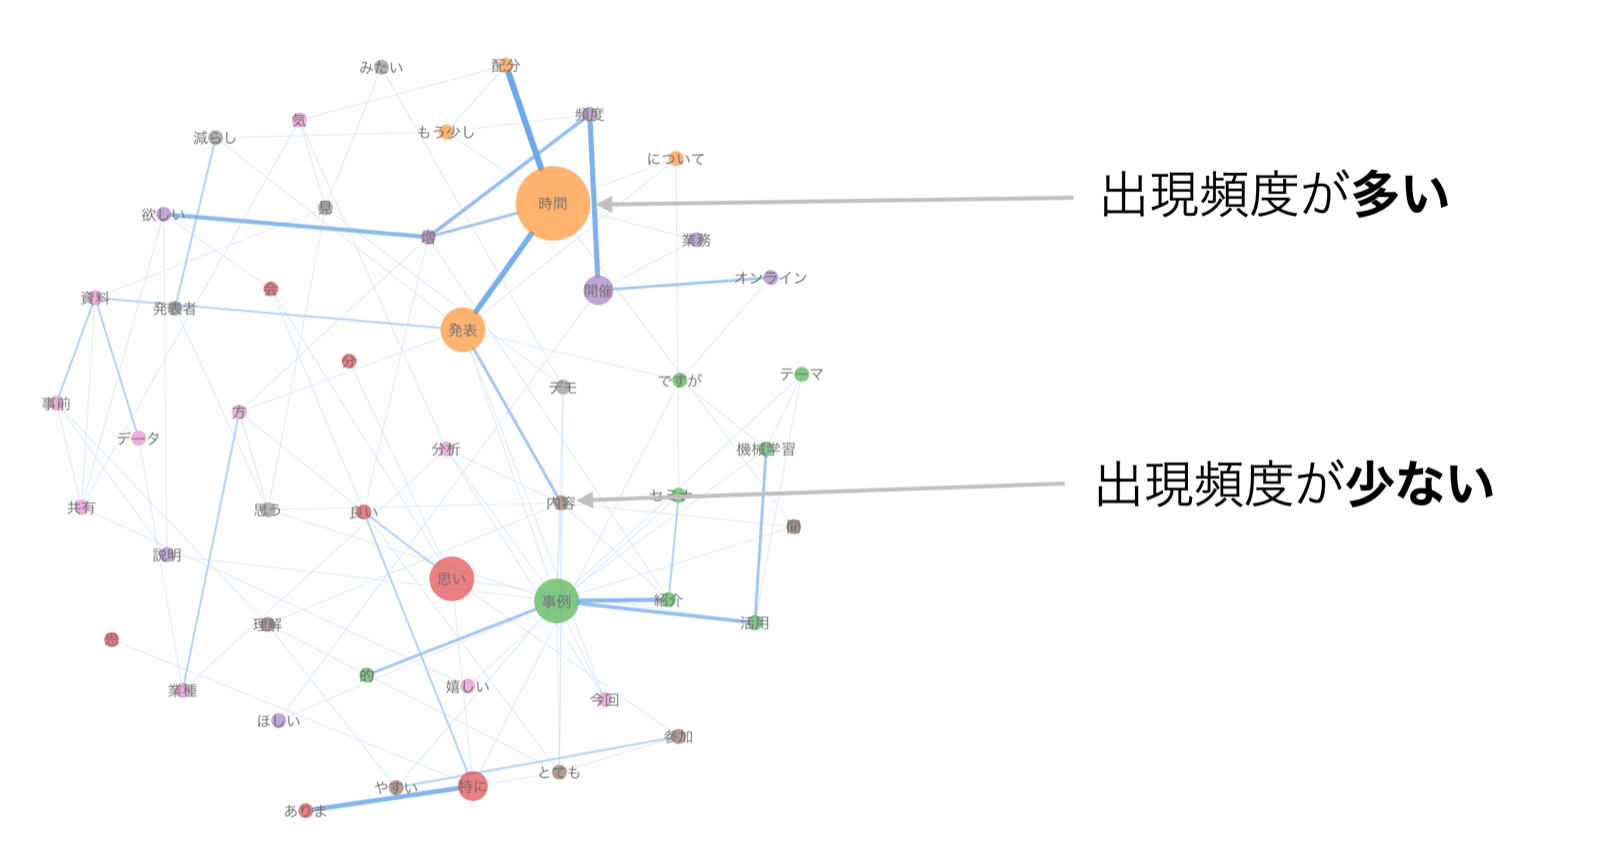 みたい
配分
気
頻度
減らし
もう少し
について
時間
出現頻度が多い
欲しい
見
増
業務
オンライン
会
開催
資料
発表者
発表
分
デモ
ですが
テーマ
事前
方
データ
分析
機械学習
セミナ
出現頻度が少ない
内容
共有
思う
良い
説明
思い
事例
紹介
活用
理解
的
嬉しい
今回
業種
ほしい
参加
とても
やすい
特に
ありま